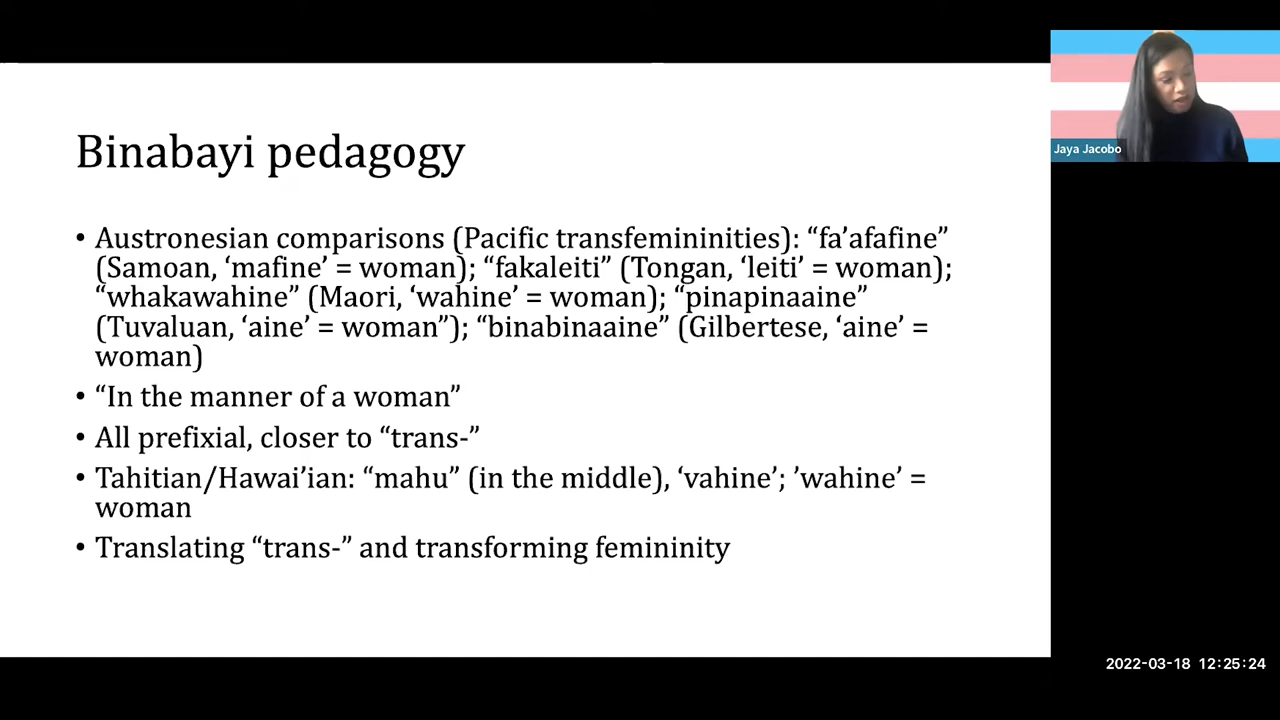 Binabayi pedagogy
• Austronesian comparisons (Pacific transfemininities): “fa’afafine”
(Samoan, ‘mafine’ = woman); “fakaleiti” (Tongan, ‘leiti’ = woman);
“whakawahine” (Maori, ‘wahine’ = woman); “pinapinaaine”
(Tuvaluan, ‘aine’ = woman”); “binabinaaine” (Gilbertese, ‘aine’ =
woman)
• “In the manner of a woman”
• All prefixial, closer to “trans-”
• Tahitian/Hawai’ian: “mahu” (in the middle), ‘vahine’; ’wahine’ =
woman
• Translating “trans-” and transforming femininity
Jaya Jacobo
2022-03-18 12:25:24